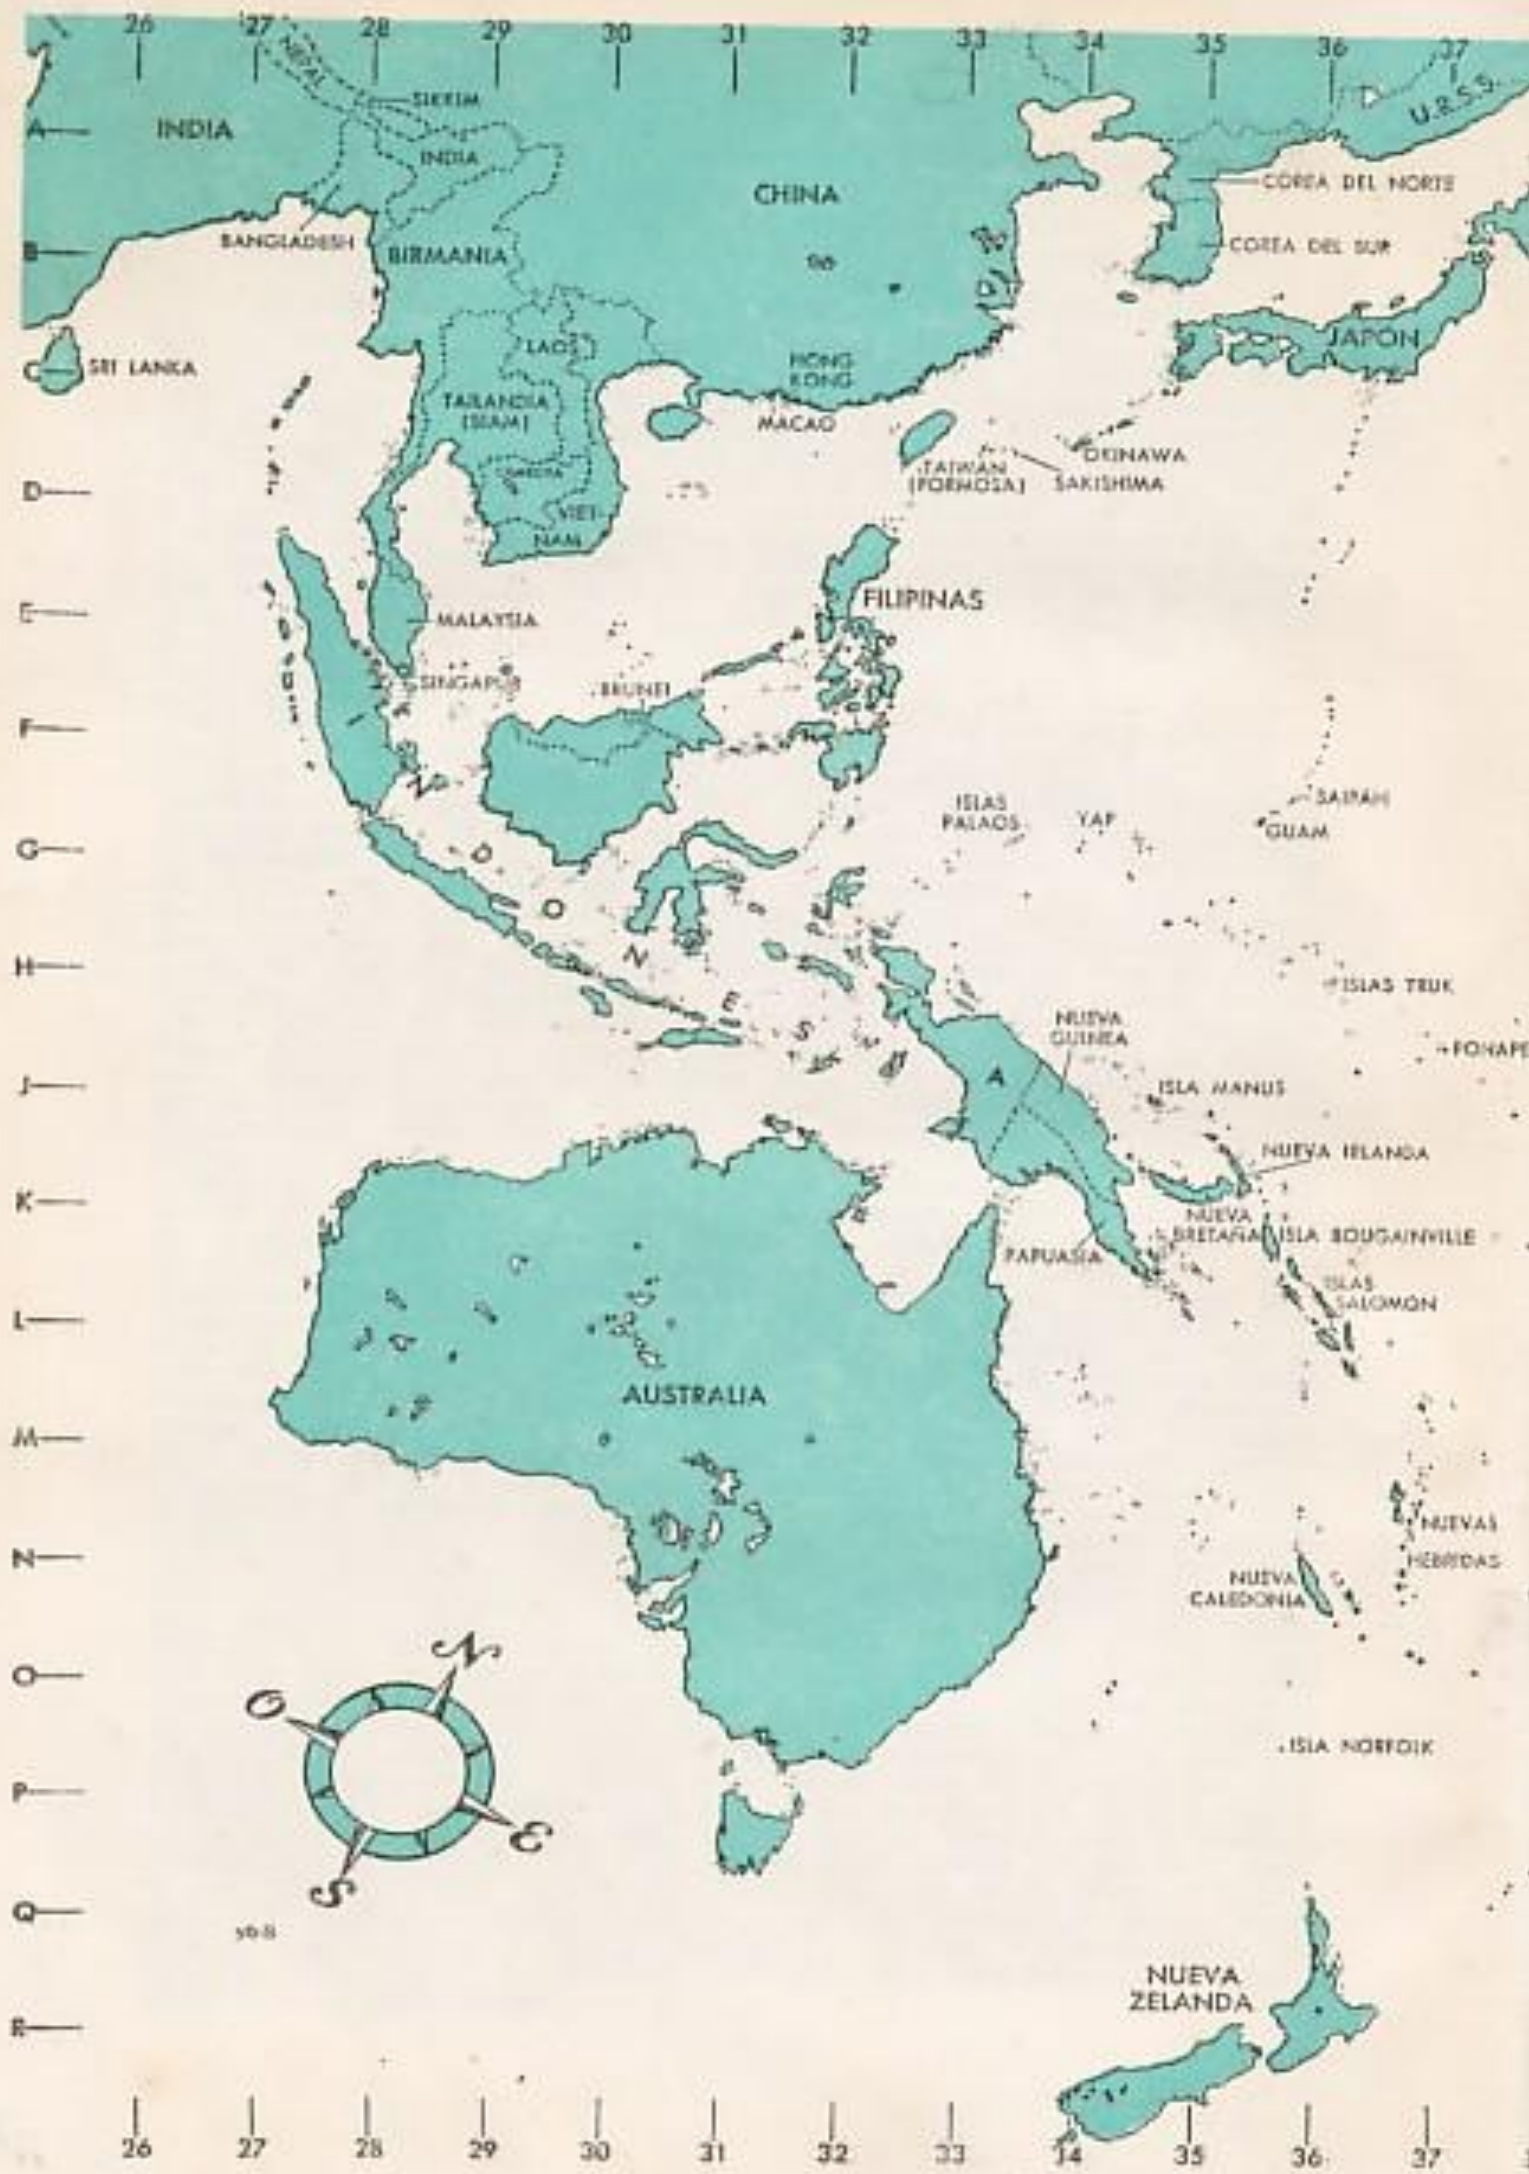 26 27 28 29 30 31 32 33 34 35 36 37
NEPAL
SIKKIM
U.R.S.S.
A
INDIA
INDIA
CHINA
COREA DEL NORTE
BANGLADESH
COREA DEL SUR
B
BIRMANIA
JAPON
LAOS
HONG
KONG
C
SRI LANKA
TAILANDIA
(SIAM)
MACAO
OKINAWA
TAIWAN
(FORMOSA)
SAKISHIMA
D
VIET
NAM
FILIPINAS
E
MALAYSIA
SINGAPUR
BRUNEI
F
INDONESIA
SAIPAN
ISLAS
PALAOS
YAP
GUAM
G
H
ISLAS TRUK
NUEVA
GUINEA
PONAPE
J
ISLA MANUS
NUEVA IRLANDA
K
NUEVA
BRETAÑA
ISLA BOUGAINVILLE
PAPUASIA
ISLAS
SALOMON
L
AUSTRALIA
M
NUEVAS
HEBRIDAS
N
NUEVA
CALEDONIA
N
O
O
ISLA NORFOLK
P
E
S
Q
NUEVA
ZELANDA
R
26 27 28 29 30 31 32 33 34 35 36 37